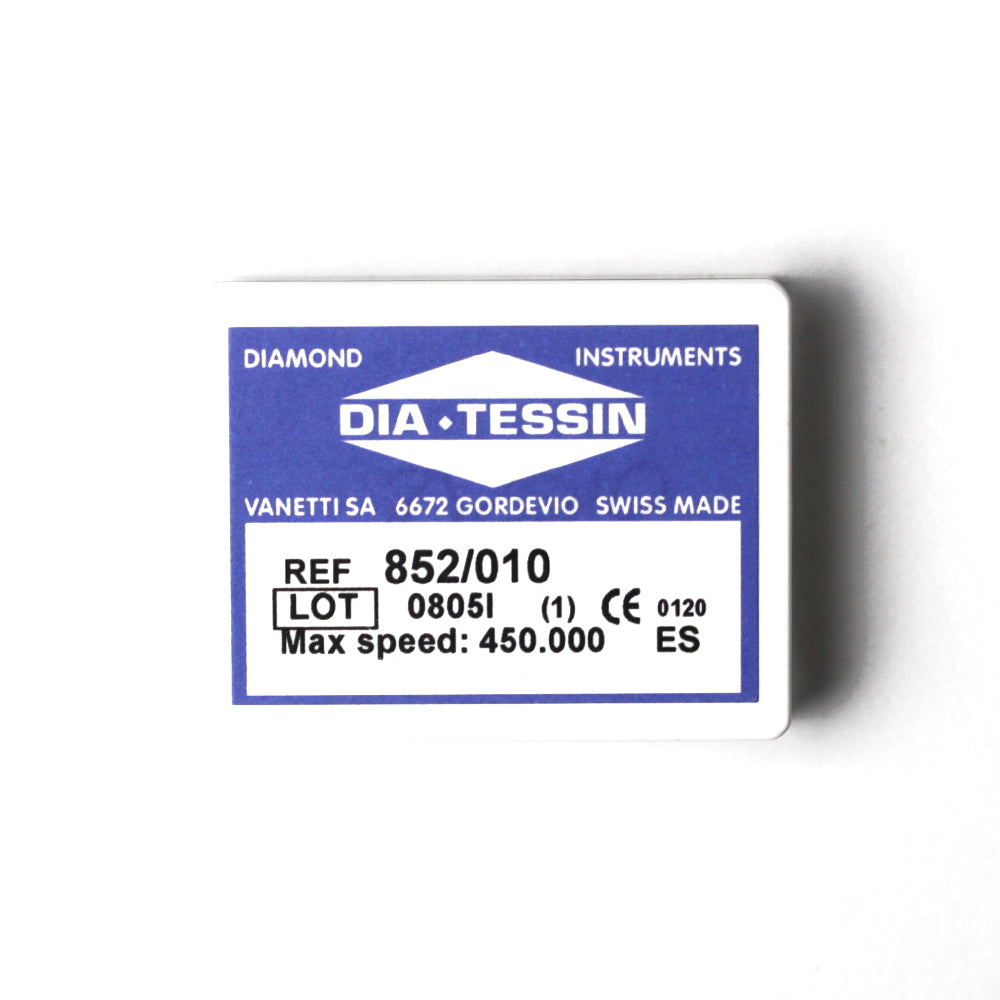 DIAMOND INSTRUMENTS
DIA◆TESSIN
VANETTI SA 6672 GORDEVIO SWISS MADE
REF 852/010
LOT 0805I (1) CE 0120
Max speed: 450.000 ES